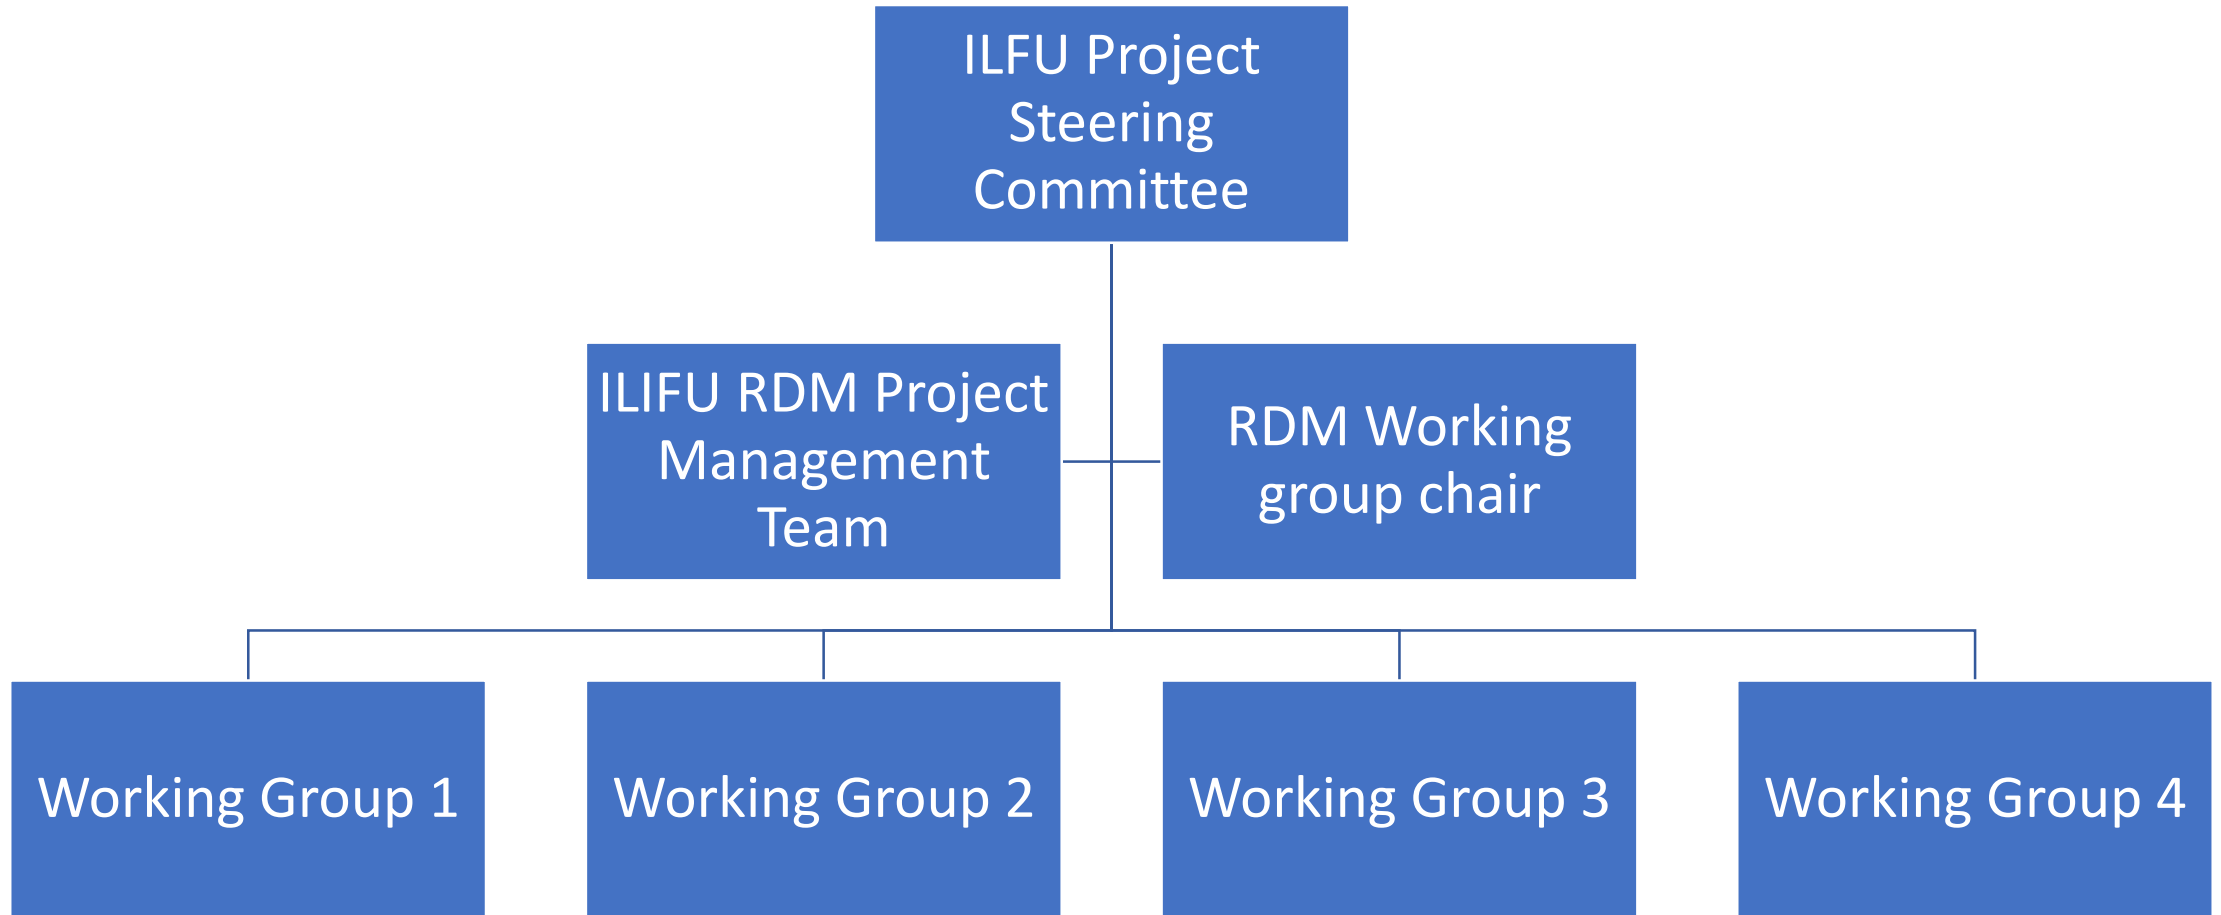 ILFU Project
Steering
Committee
ILIFU RDM Project
Management
Team
RDM Working
group chair
Working Group 1
Working Group 2
Working Group 3
Working Group 4